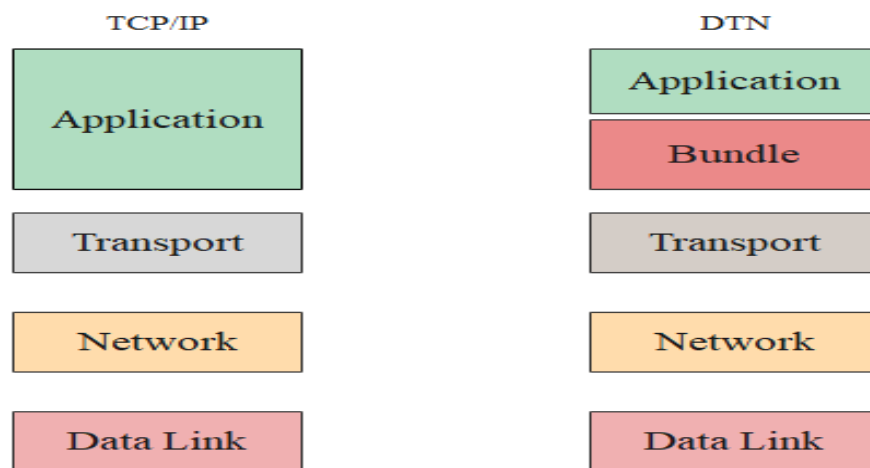 TCP/IP
Application
Transport
Network
Data Link
DTN
Application
Bundle
Transport
Network
Data Link